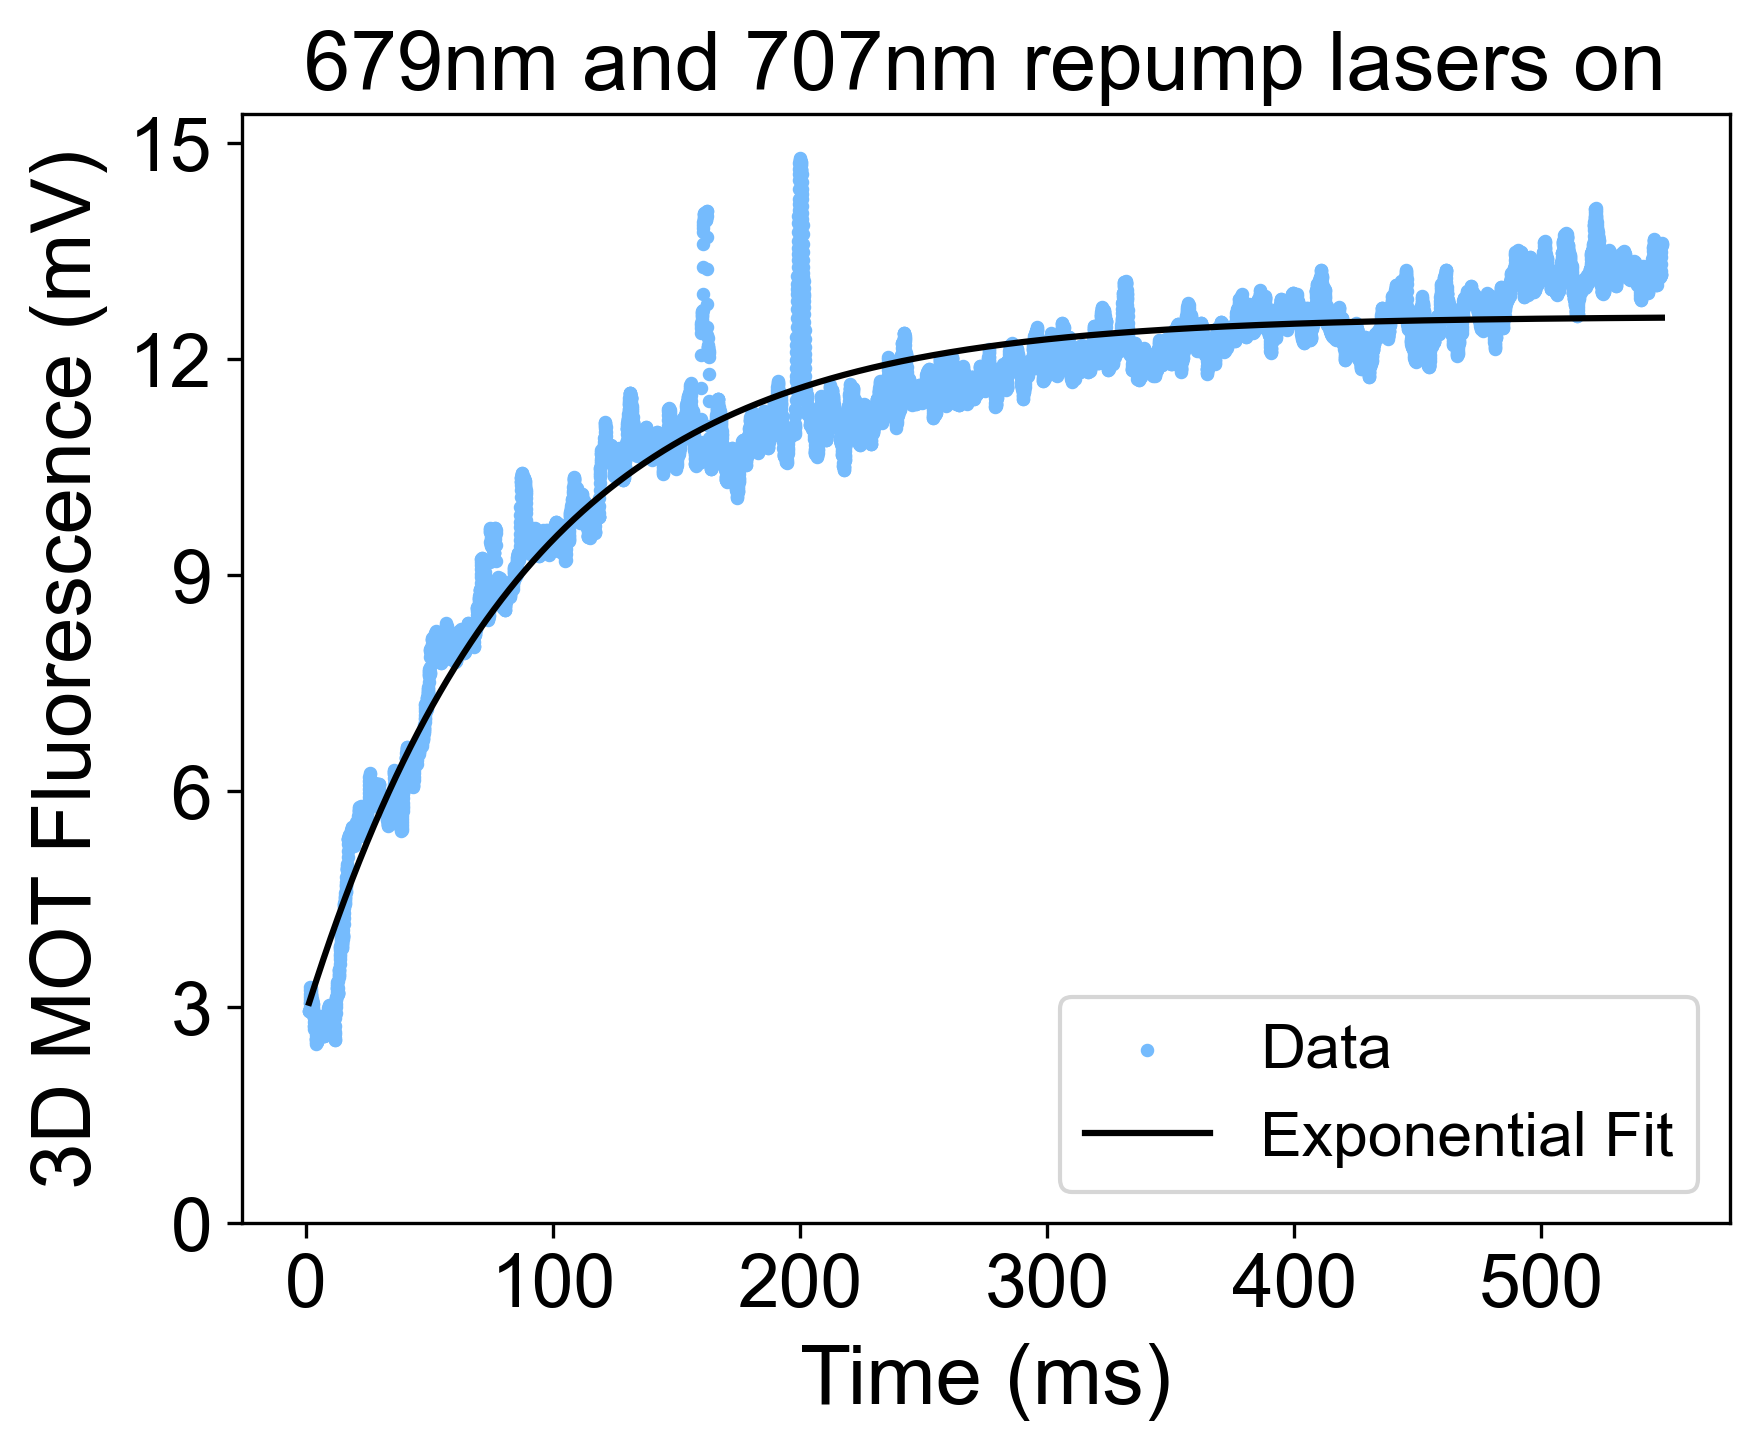 679nm and 707nm repump lasers on
3D MOT Fluorescence (mV)
15
12
9
6
3
0
0 100 200 300 400 500
Time (ms)
Data
Exponential Fit